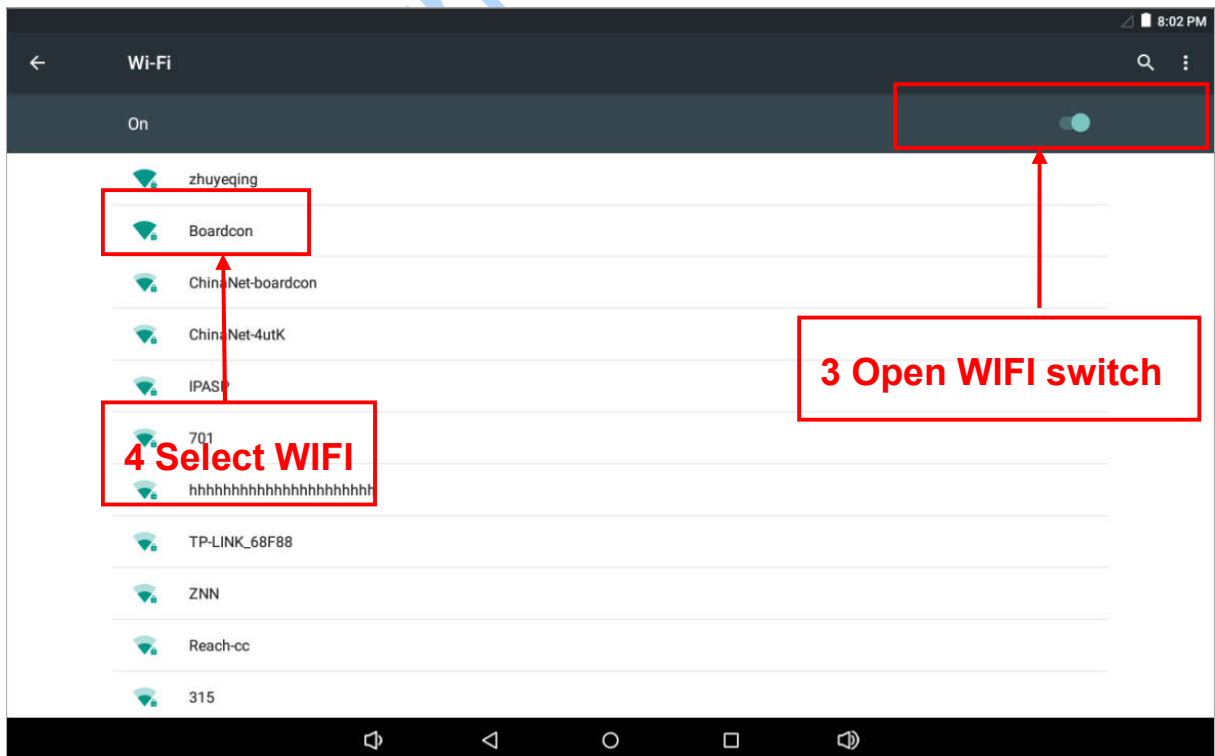 8:02 PM
Wi-Fi
On
zhuyeqing
Boardcon
ChinaNet-boardcon
ChinaNet-4utK
3 Open WIFI switch
IPASP
701
4 Select WIFI
hhhhhhhhhhhhhhhhhhhhhh
TP-LINK_68F88
ZNN
Reach-cc
315